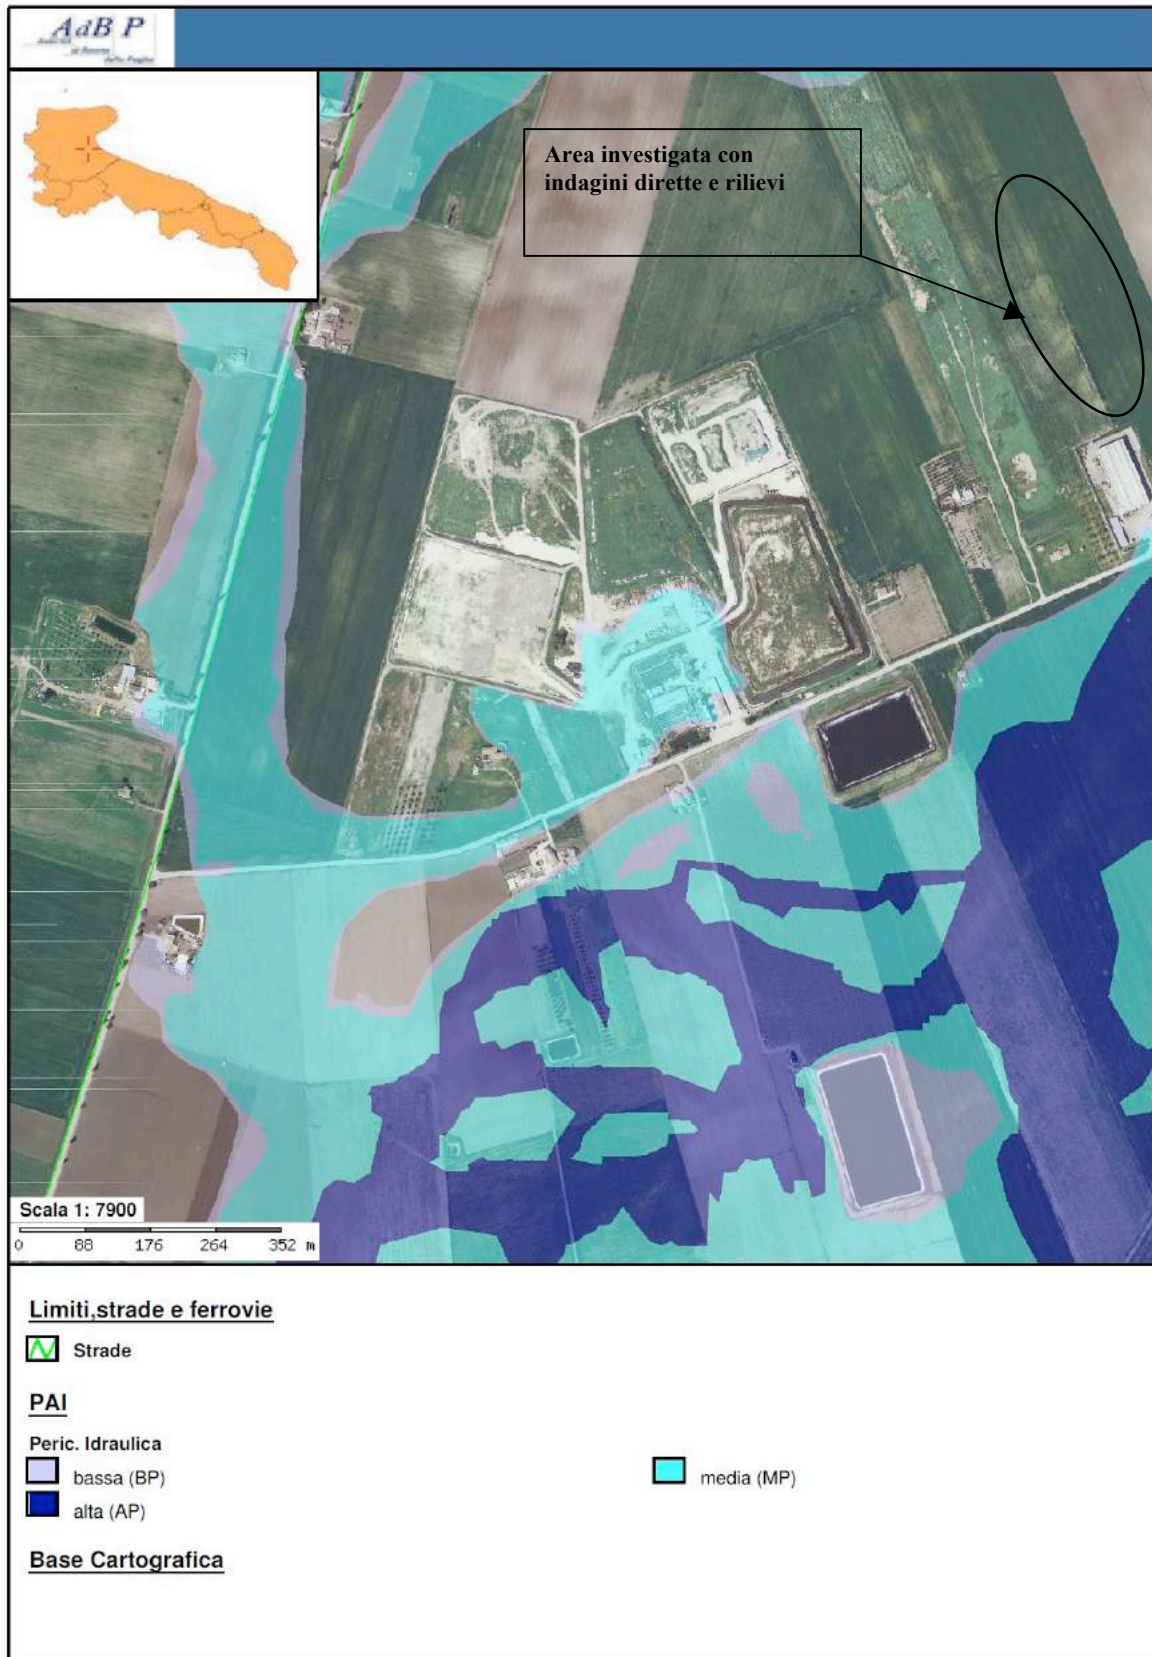 AdB P
Area investigata con
indagini dirette e rilievi
Scala 1: 7900
0 88 176 264 352 m
Limiti,strade e ferrovie
Strade
PAI
Peric. Idraulica
bassa (BP)
media (MP)
alta (AP)
Base Cartografica